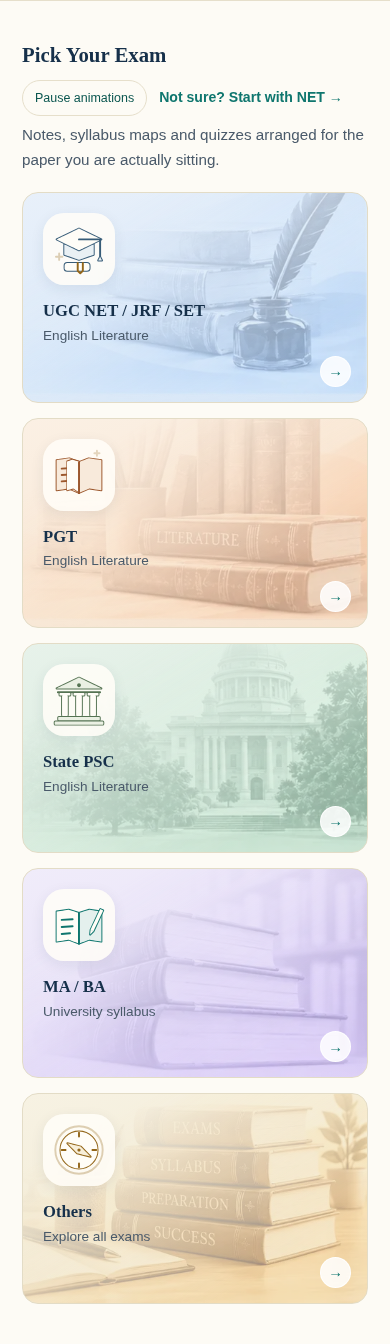 Pick Your Exam
Pause animations
Not sure? Start with NET →
Notes, syllabus maps and quizzes arranged for the
paper you are actually sitting.
UGC NET / JRF / SET
English Literature
→
LITERATURE
PGT
English Literature
→
State PSC
English Literature
→
MA / BA
University syllabus
→
EXAMS
SYLLABUS
PREPARATION
SUCCESS
Others
Explore all exams
→